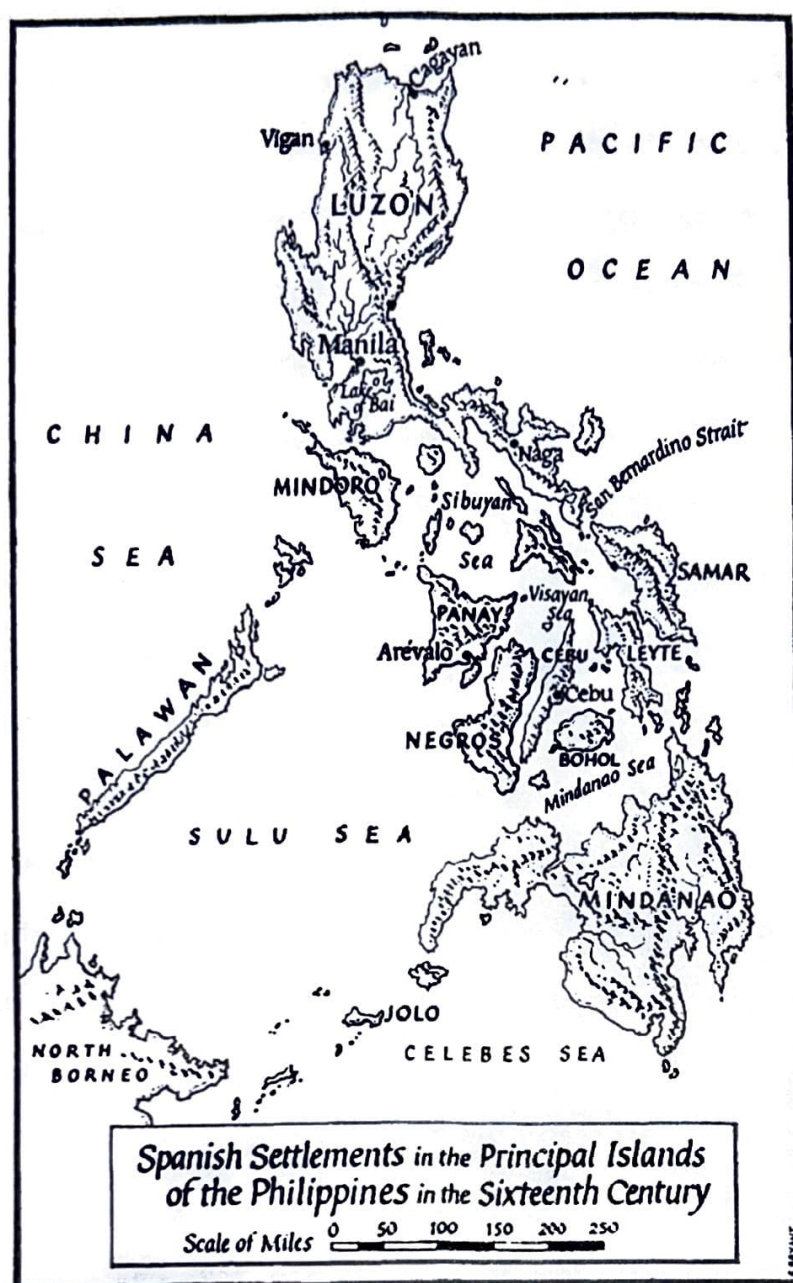 Cagayan
Vigan
PACIFIC
LUZON
OCEAN
Manila
Lake of
Bai
CHINA
Naga
San Bernardino Strait
MINDORO
Sibuyan
SEA
Sea
SAMAR
Visayan
Sea
PANAY
Arévalo
CEBU
LEYTE
PALAWAN
Cebu
NEGROS
BOHOL
Mindanao Sea
SULU SEA
MINDANAO
JOLO
NORTH
BORNEO
CELEBES SEA
Spanish Settlements in the Principal Islands
of the Philippines in the Sixteenth Century
Scale of Miles 0 50 100 150 200 250